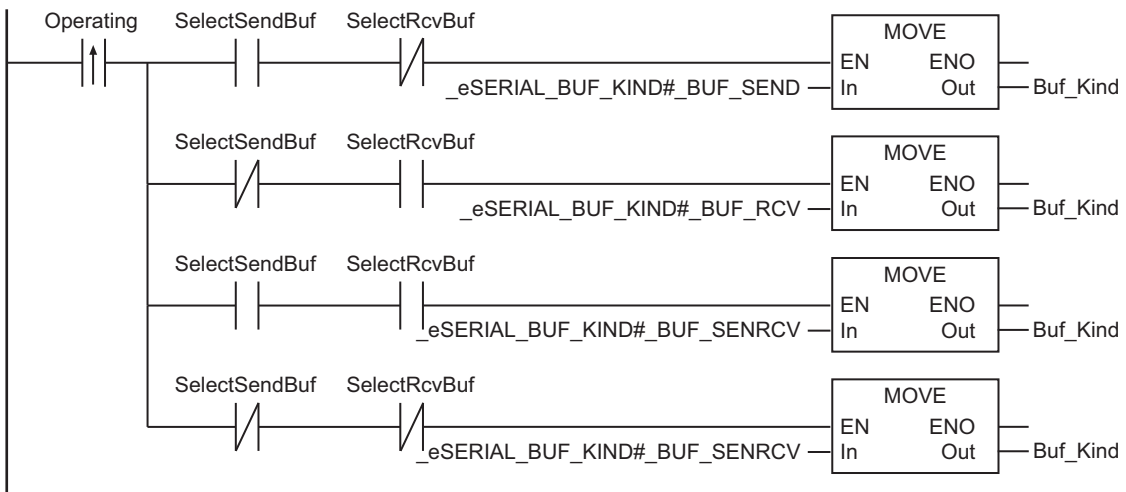 Operating SelectSendBuf SelectRcvBuf
MOVE
EN ENO
_eSERIAL_BUF_KIND#_BUF_SEND In Out Buf_Kind
SelectSendBuf SelectRcvBuf
MOVE
EN ENO
_eSERIAL_BUF_KIND#_BUF_RCV In Out Buf_Kind
SelectSendBuf SelectRcvBuf
MOVE
EN ENO
_eSERIAL_BUF_KIND#_BUF_SENRCV In Out Buf_Kind
SelectSendBuf SelectRcvBuf
MOVE
EN ENO
_eSERIAL_BUF_KIND#_BUF_SENRCV In Out Buf_Kind